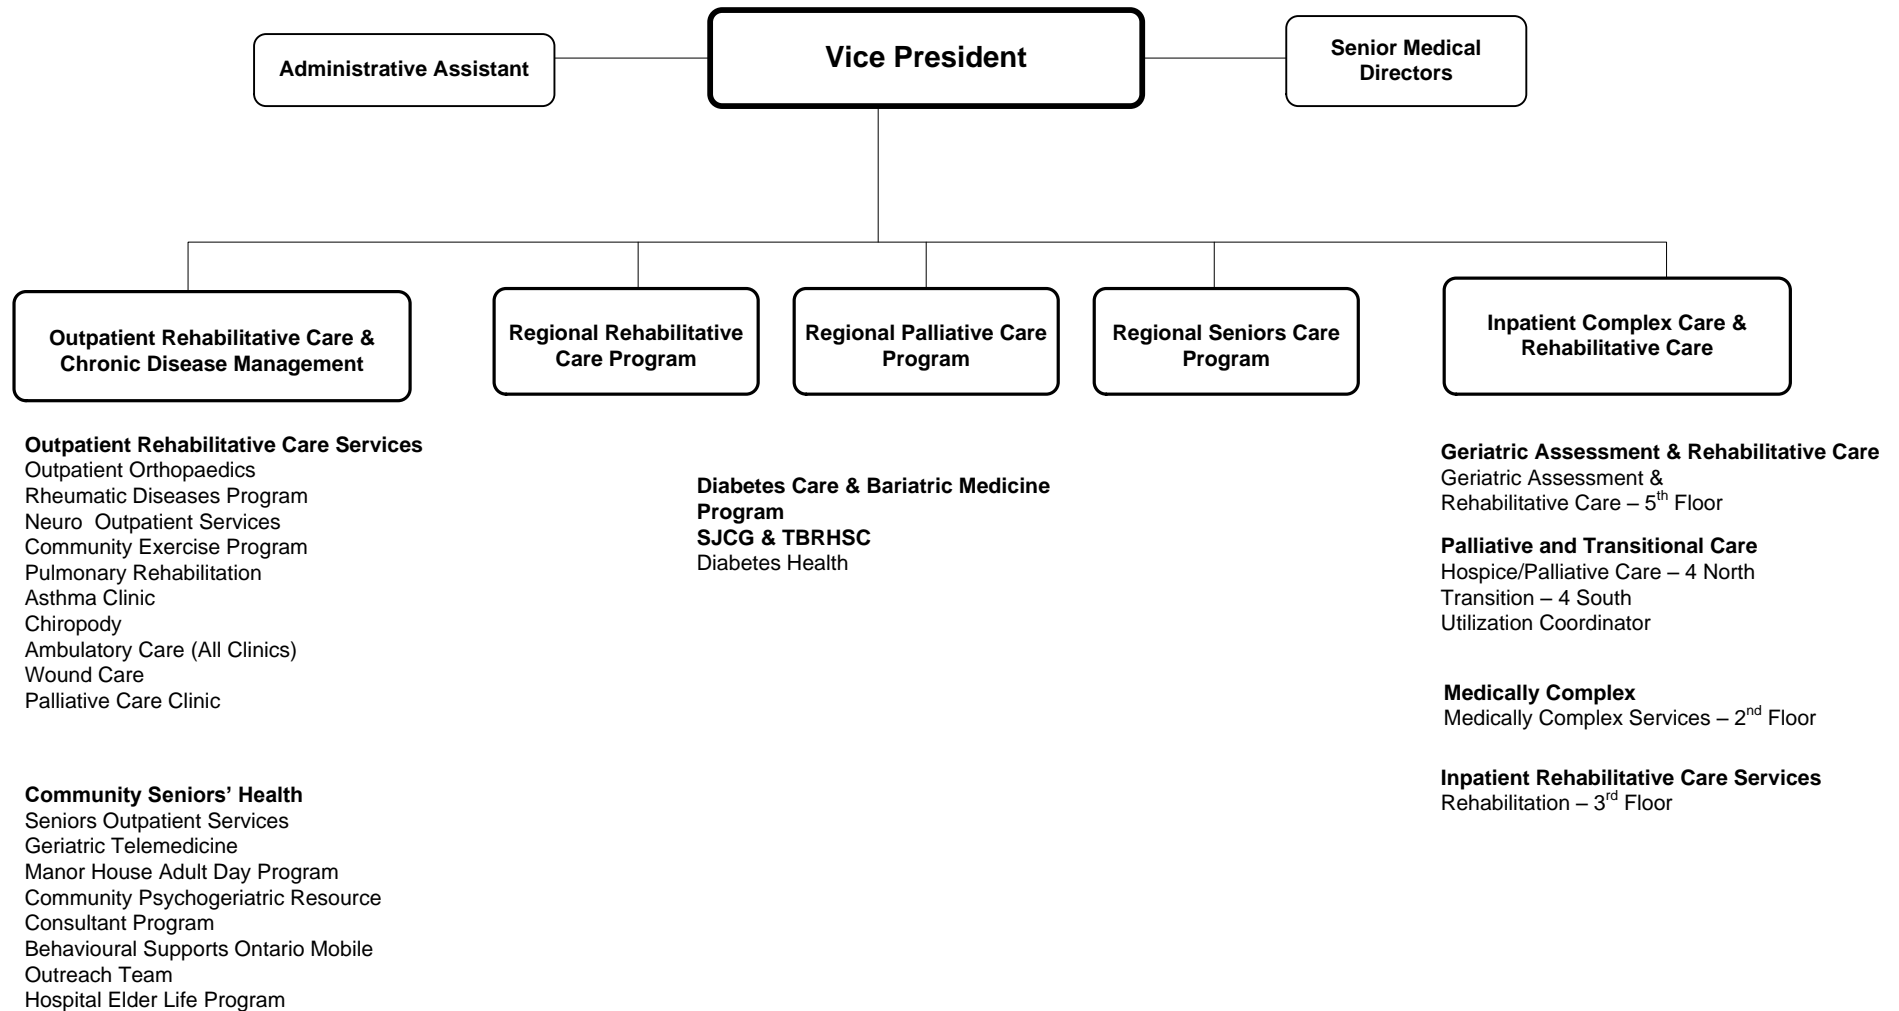 Administrative Assistant
Vice President
Senior Medical
Directors
Outpatient Rehabilitative Care &
Chronic Disease Management
Regional Rehabilitative
Care Program
Regional Palliative Care
Program
Regional Seniors Care
Program
Inpatient Complex Care &
Rehabilitative Care
Outpatient Rehabilitative Care Services
Outpatient Orthopaedics
Rheumatic Diseases Program
Neuro  Outpatient Services
Community Exercise Program
Pulmonary Rehabilitation
Asthma Clinic
Chiropody
Ambulatory Care (All Clinics)
Wound Care
Palliative Care Clinic
Community Seniors’ Health
Seniors Outpatient Services
Geriatric Telemedicine
Manor House Adult Day Program
Community Psychogeriatric Resource
Consultant Program
Behavioural Supports Ontario Mobile
Outreach Team
Hospital Elder Life Program
Diabetes Care & Bariatric Medicine
Program
SJCG & TBRHSC
Diabetes Health
Geriatric Assessment & Rehabilitative Care
Geriatric Assessment &
Rehabilitative Care – 5th Floor
Palliative and Transitional Care
Hospice/Palliative Care – 4 North
Transition – 4 South
Utilization Coordinator
Medically Complex
Medically Complex Services – 2nd Floor
Inpatient Rehabilitative Care Services
Rehabilitation – 3rd Floor